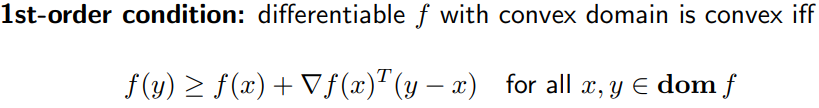 1st-order condition: differentiable f with convex domain is convex iff
f(y) ≥ f(x) + ∇f(x)ᵀ(y − x) for all x, y ∈ dom f